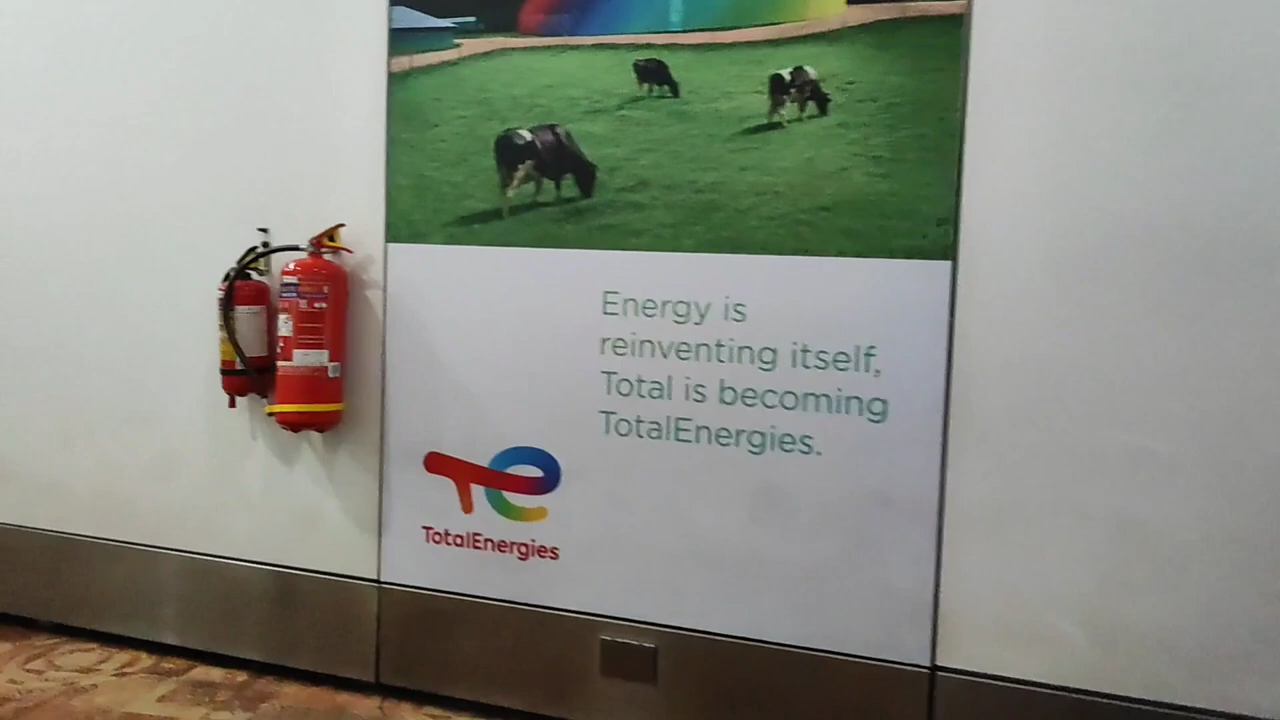 Energy is
reinventing itself,
Total is becoming
TotalEnergies.
TotalEnergies